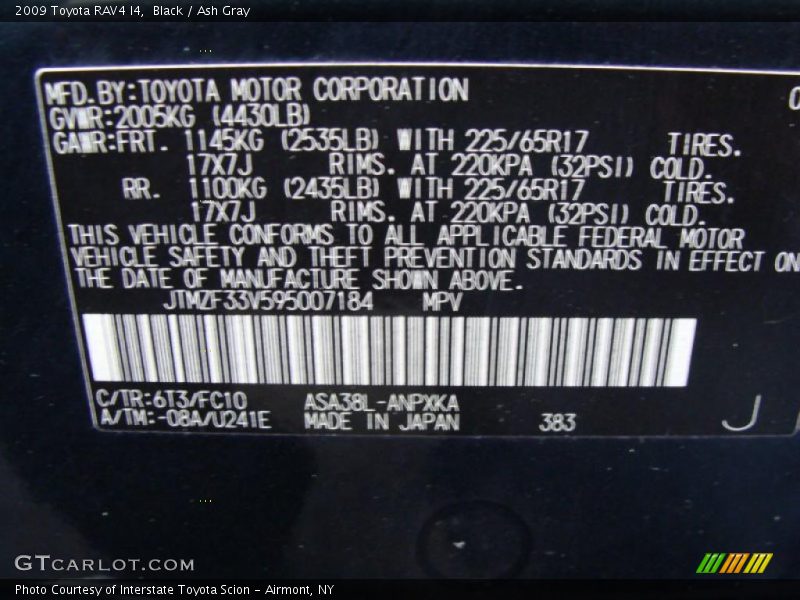 2009 Toyota RAV4 I4, Black / Ash Gray
MFD.BY:TOYOTA MOTOR CORPORATION
GVWR:2005KG (4430LB)
GAWR:FRT. 1145KG (2535LB) WITH 225/65R17 TIRES.
17X7J RIMS. AT 220KPA (32PSI) COLD.
RR. 1100KG (2435LB) WITH 225/65R17 TIRES.
17X7J RIMS. AT 220KPA (32PSI) COLD.
THIS VEHICLE CONFORMS TO ALL APPLICABLE FEDERAL MOTOR
VEHICLE SAFETY AND THEFT PREVENTION STANDARDS IN EFFECT ON
THE DATE OF MANUFACTURE SHOWN ABOVE.
JTMZF33V595007184 MPV
C/TR:6T3/FC10 ASA38L-ANPXKA
A/TM:-08A/U241E MADE IN JAPAN 383 J
GTCARLOT.COM
Photo Courtesy of Interstate Toyota Scion - Airmont, NY